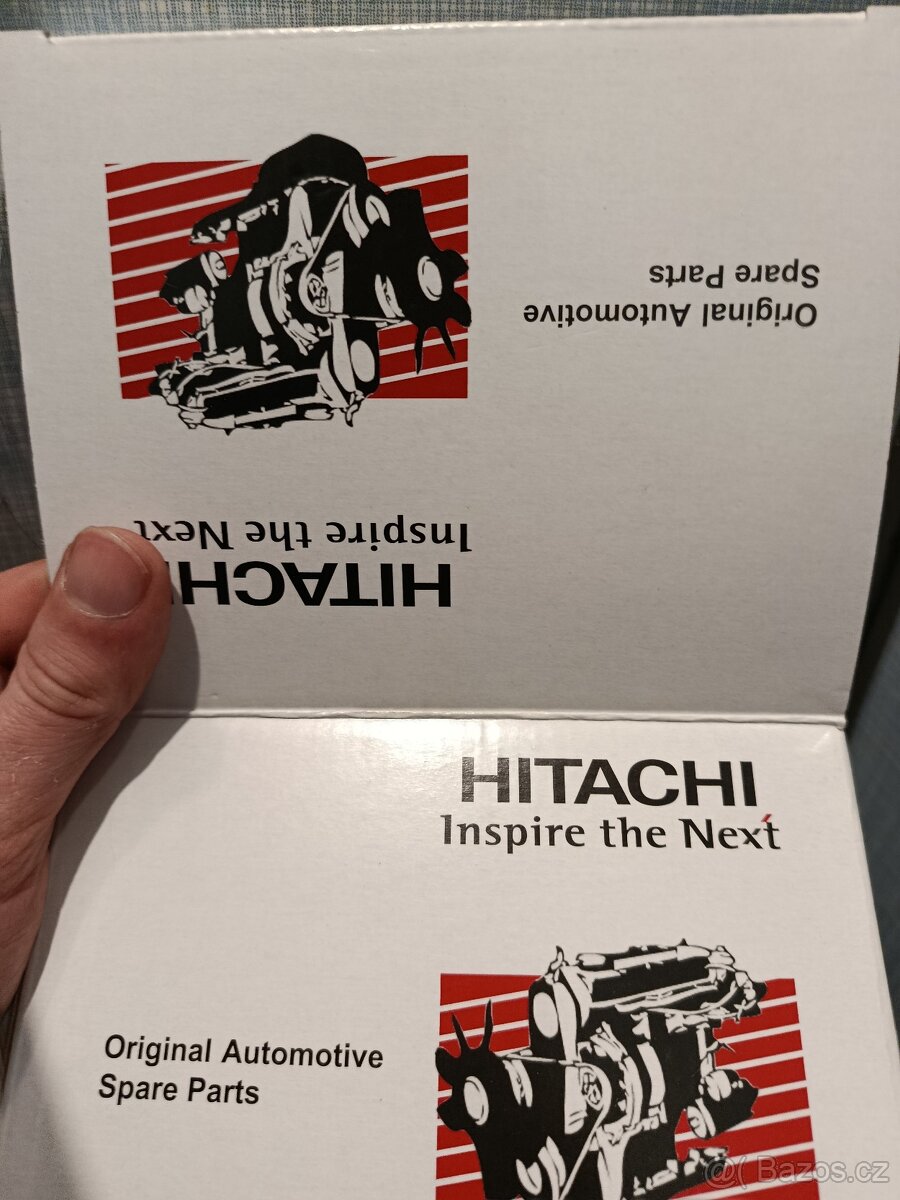 Original Automotive
Spare Parts
HITACHI
Inspire the Next
HITACHI
Inspire the Next
Original Automotive
Spare Parts
@( Bazos.cz